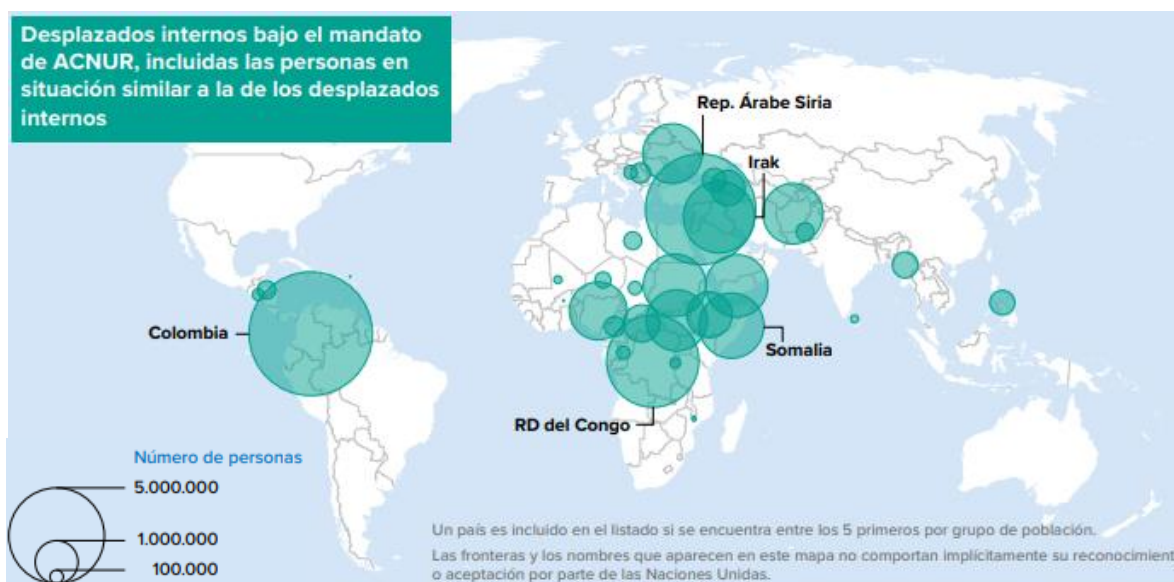 Desplazados internos bajo el mandato
de ACNUR, incluidas las personas en
situación similar a la de los desplazados
internos
Rep. Árabe Siria
Irak
Colombia
Somalia
RD del Congo
Número de personas
5.000.000
1.000.000
100.000
Un país es incluido en el listado si se encuentra entre los 5 primeros por grupo de población.
Las fronteras y los nombres que aparecen en este mapa no comportan implícitamente su reconocimient
o aceptación por parte de las Naciones Unidas.